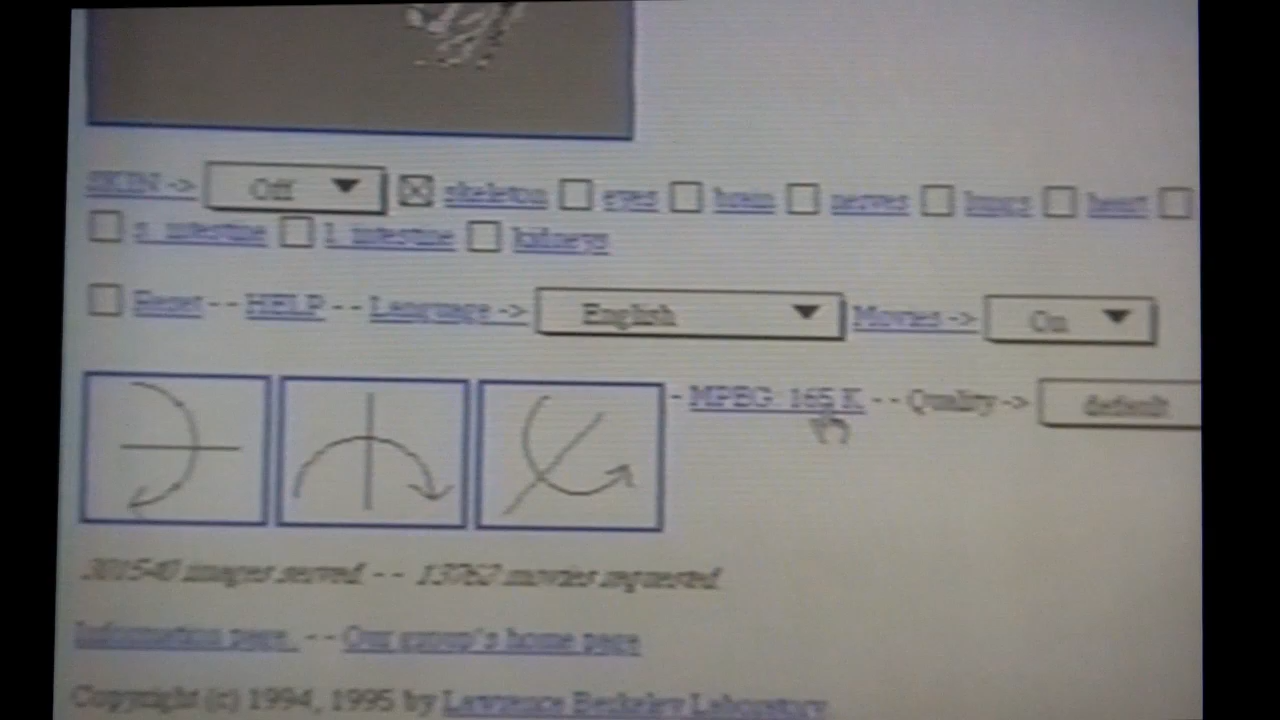 SKIN -> Off skeleton eyes brain nerves lungs heart
s. intestine l. intestine kidneys
Reset -- HELP -- Language -> English Movies -> On
- MPEG: 165 K -- Quality -> default
301540 images served. -- 13762 movies requested.
Information page. -- Our group's home page
Copyright (c) 1994, 1995 by Lawrence Berkeley Laboratory